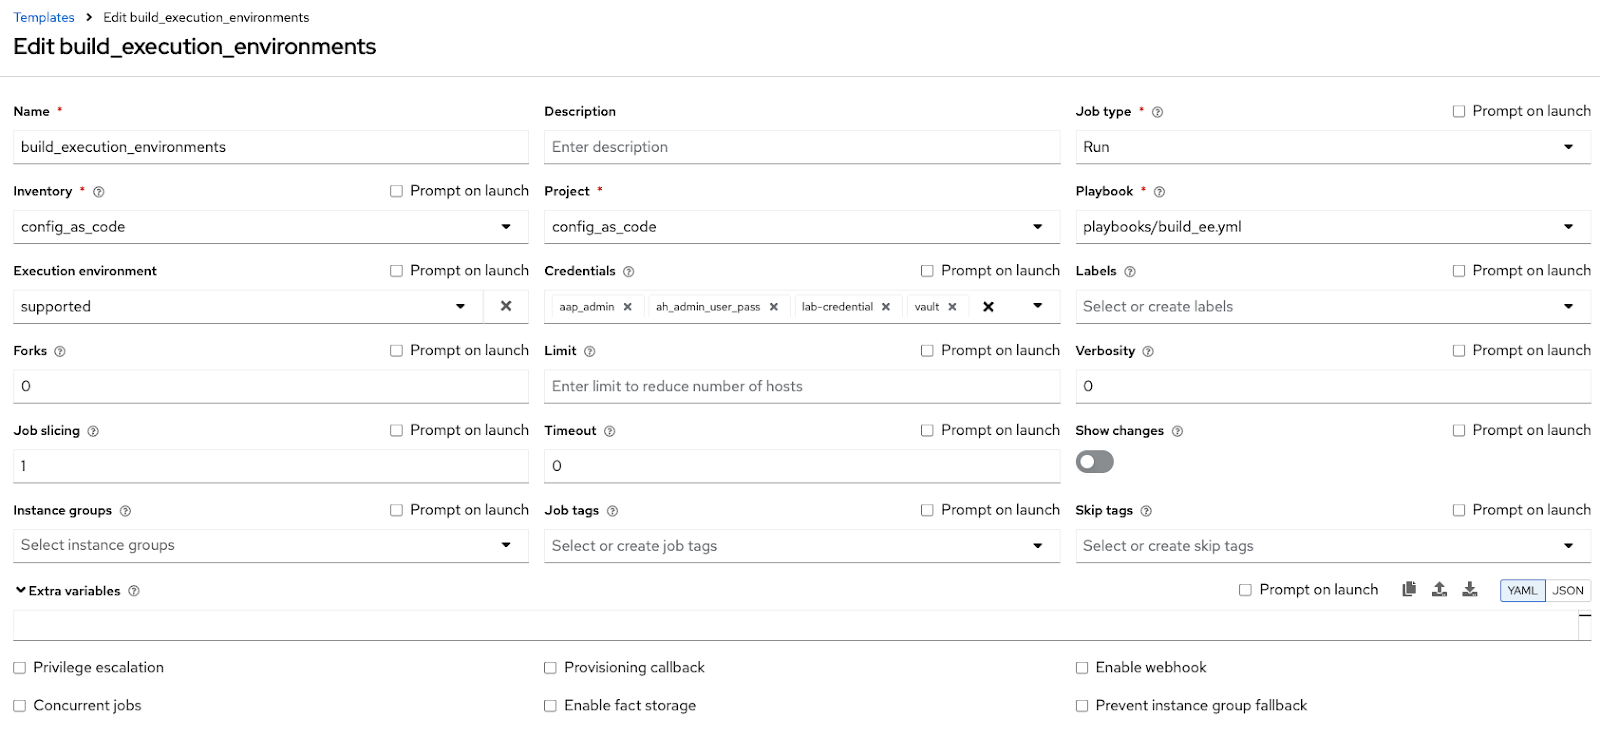 Templates > Edit build_execution_environments
Edit build_execution_environments
Name *
Description
Job type *
Prompt on launch
build_execution_environments
Enter description
Run
Inventory *
Prompt on launch
Project *
Playbook *
config_as_code
config_as_code
playbooks/build_ee.yml
Execution environment
Prompt on launch
Credentials
Prompt on launch
Labels
Prompt on launch
supported
aap_admin
ah_admin_user_pass
lab-credential
vault
Select or create labels
Forks
Prompt on launch
Limit
Prompt on launch
Verbosity
Prompt on launch
0
Enter limit to reduce number of hosts
0
Job slicing
Prompt on launch
Timeout
Prompt on launch
Show changes
Prompt on launch
1
0
Instance groups
Prompt on launch
Job tags
Prompt on launch
Skip tags
Prompt on launch
Select instance groups
Select or create job tags
Select or create skip tags
Extra variables
Prompt on launch
YAML
JSON
Privilege escalation
Provisioning callback
Enable webhook
Concurrent jobs
Enable fact storage
Prevent instance group fallback